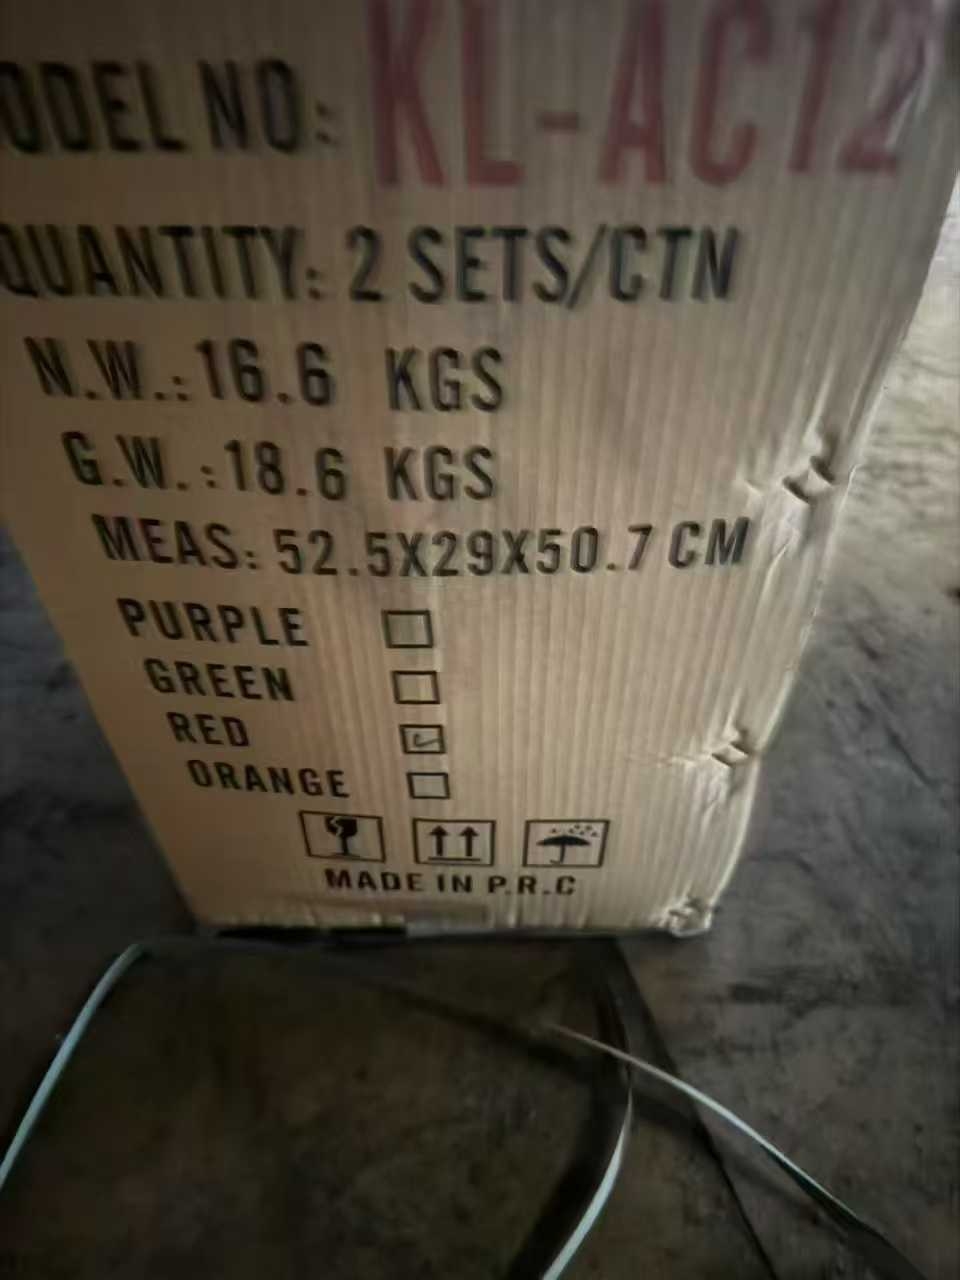 ODEL NO: KL-AC12
QUANTITY: 2 SETS/CTN
N.W.:16.6 KGS
G.W.:18.6 KGS
MEAS: 52.5X29X50.7 CM
PURPLE
GREEN
RED
ORANGE
MADE IN P.R.C